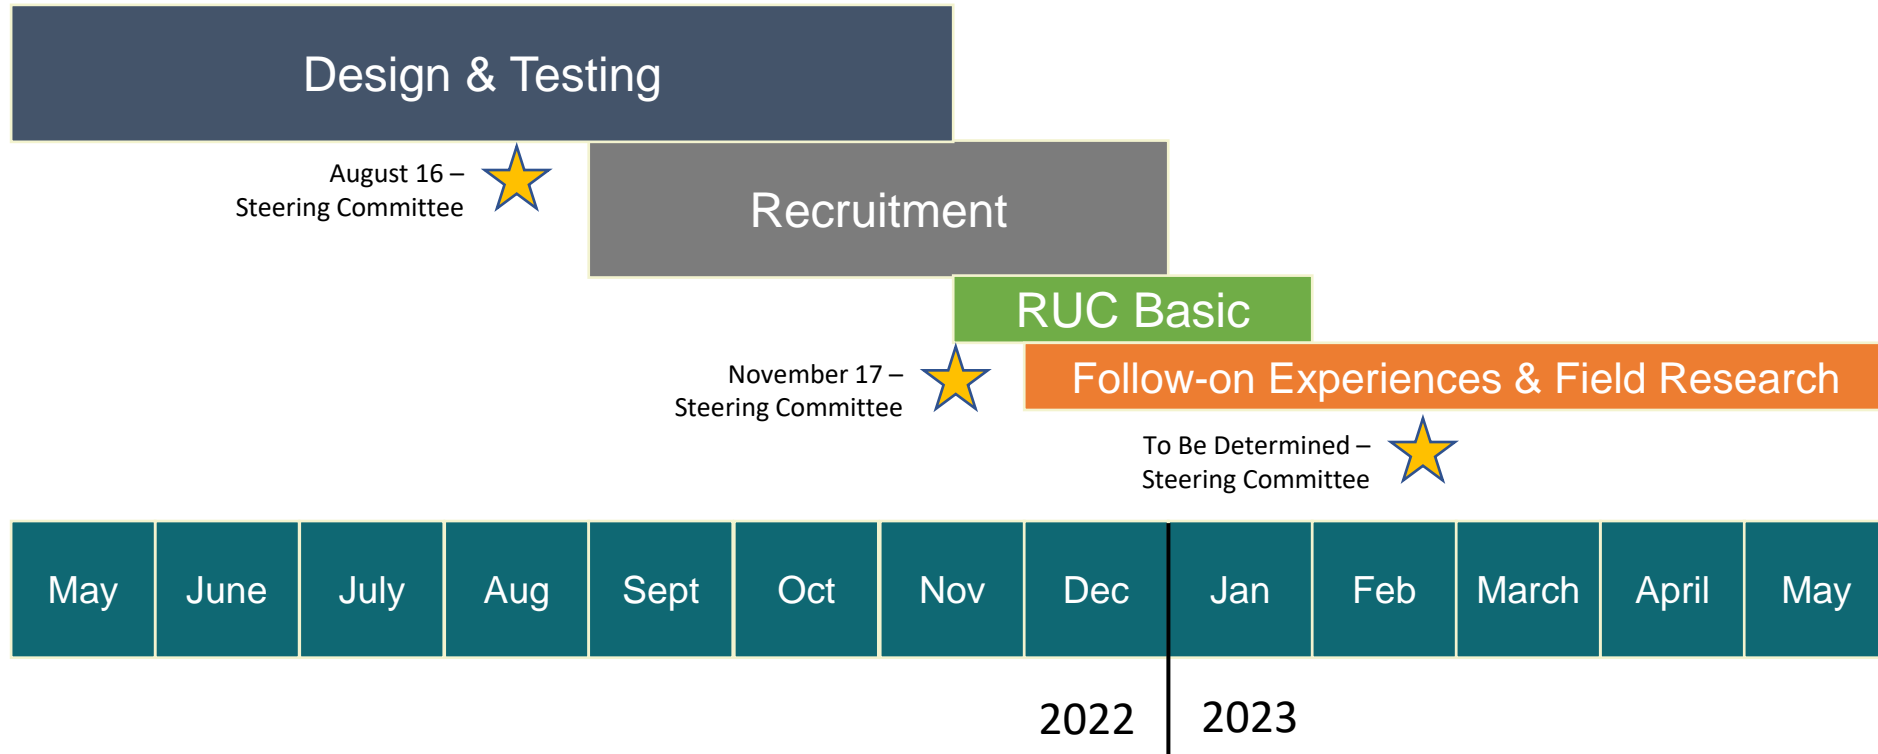 Design & Testing
August 16 –
Steering Committee
Recruitment
RUC Basic
November 17 –
Steering Committee
Follow-on Experiences & Field Research
To Be Determined –
Steering Committee
May June July Aug Sept Oct Nov Dec Jan Feb March April May
2022 2023